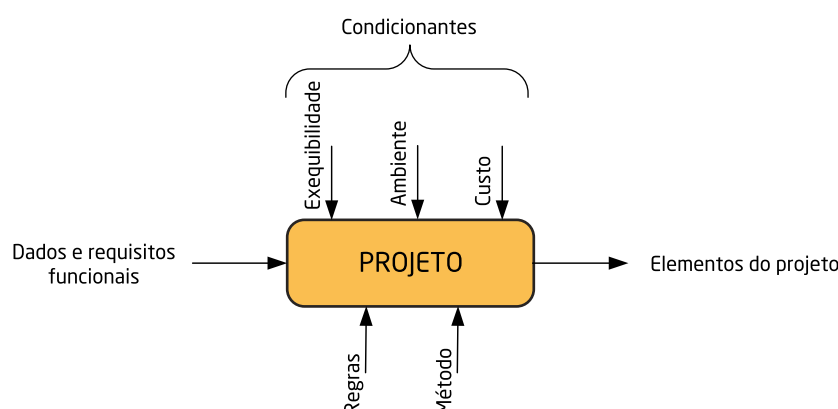 Condicionantes
Exequibilidade
Ambiente
Custo
Dados e requisitos
funcionais
PROJETO
Elementos do projeto
Regras
Método